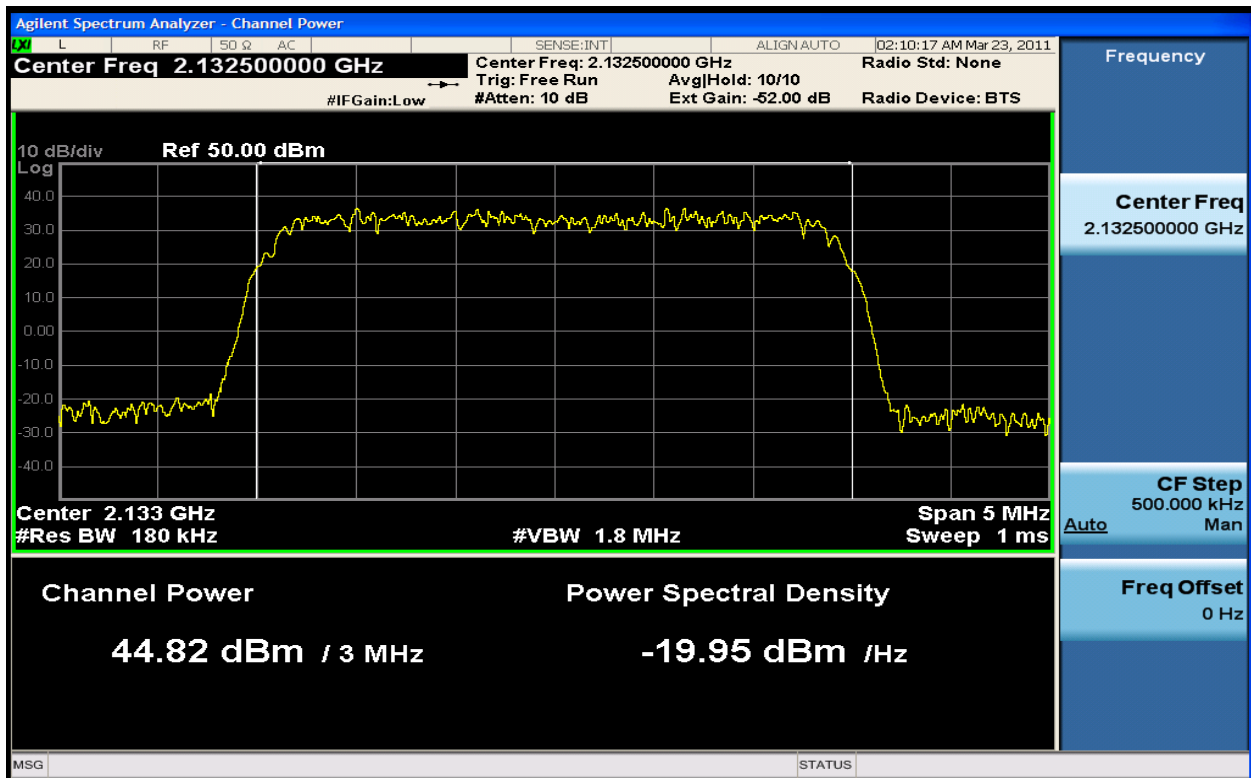 Agilent Spectrum Analyzer - Channel Power
LXI L RF 50 Ω AC SENSE:INT ALIGN AUTO 02:10:17 AM Mar 23, 2011
Center Freq 2.132500000 GHz
Center Freq: 2.132500000 GHz Radio Std: None
Trig: Free Run Avg|Hold: 10/10
#IFGain:Low #Atten: 10 dB Ext Gain: -52.00 dB Radio Device: BTS
10 dB/div Ref 50.00 dBm
Log
40.0
30.0
20.0
10.0
0.00
-10.0
-20.0
-30.0
-40.0
Center 2.133 GHz Span 5 MHz
#Res BW 180 kHz #VBW 1.8 MHz Sweep 1 ms
Channel Power Power Spectral Density
44.82 dBm / 3 MHz -19.95 dBm /Hz
MSG STATUS
Frequency
Center Freq
2.132500000 GHz
CF Step
500.000 kHz
Auto Man
Freq Offset
0 Hz